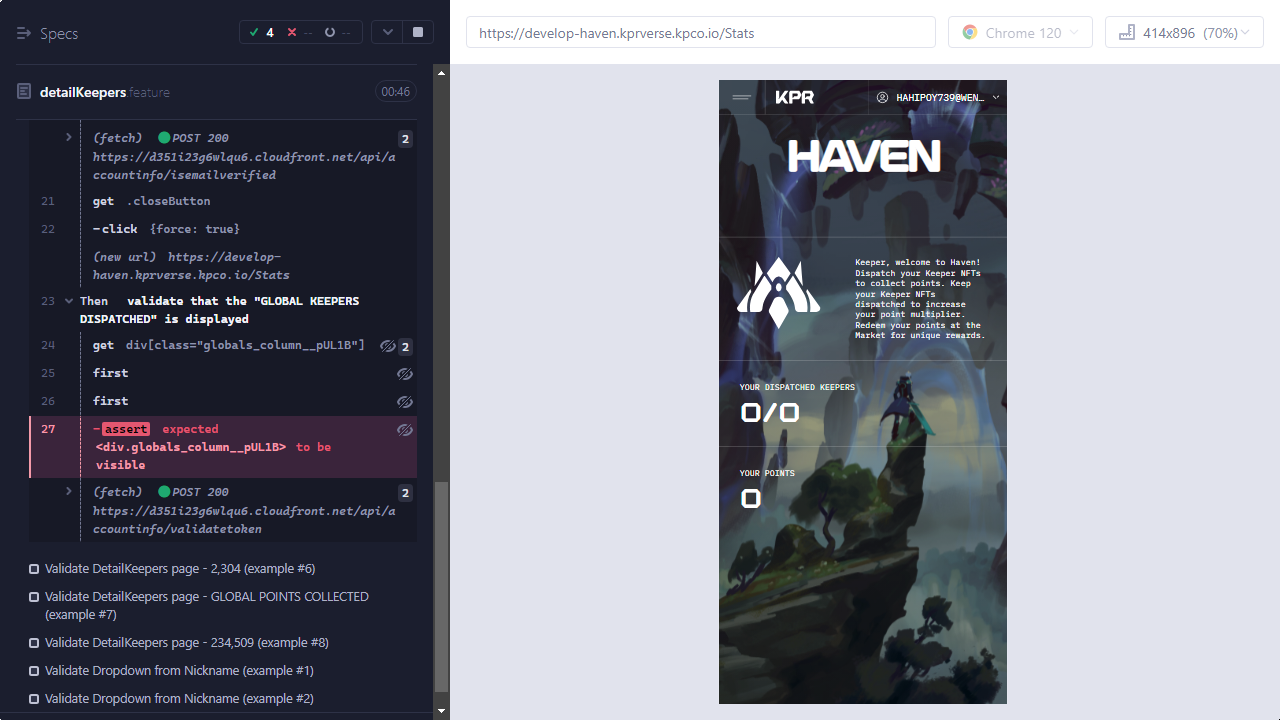 Specs
4
--
--
https://develop-haven.kprverse.kpco.io/Stats
Chrome 120
414x896 (70%)
detailKeepers.feature
00:46
(fetch) POST 200
2
https://d351i23g6wlqu6.cloudfront.net/api/a
ccountinfo/isemailverified
21 get .closeButton
22 -click {force: true}
(new url) https://develop-
haven.kprverse.kpco.io/Stats
23 Then validate that the "GLOBAL KEEPERS
DISPATCHED" is displayed
24 get div[class="globals_column__pUL1B"] 2
25 first
26 first
27 -assert expected
<div.globals_column__pUL1B> to be
visible
(fetch) POST 200
2
https://d351i23g6wlqu6.cloudfront.net/api/a
ccountinfo/validatetoken
Validate DetailKeepers page - 2,304 (example #6)
Validate DetailKeepers page - GLOBAL POINTS COLLECTED
(example #7)
Validate DetailKeepers page - 234,509 (example #8)
Validate Dropdown from Nickname (example #1)
Validate Dropdown from Nickname (example #2)
KPR
HAHIPOY739@WEN…
HAVEN
Keeper, welcome to Haven!
Dispatch your Keeper NFTs
to collect points. Keep
your Keeper NFTs
dispatched to increase
your point multiplier.
Redeem your points at the
Market for unique rewards.
YOUR DISPATCHED KEEPERS
0/0
YOUR POINTS
0